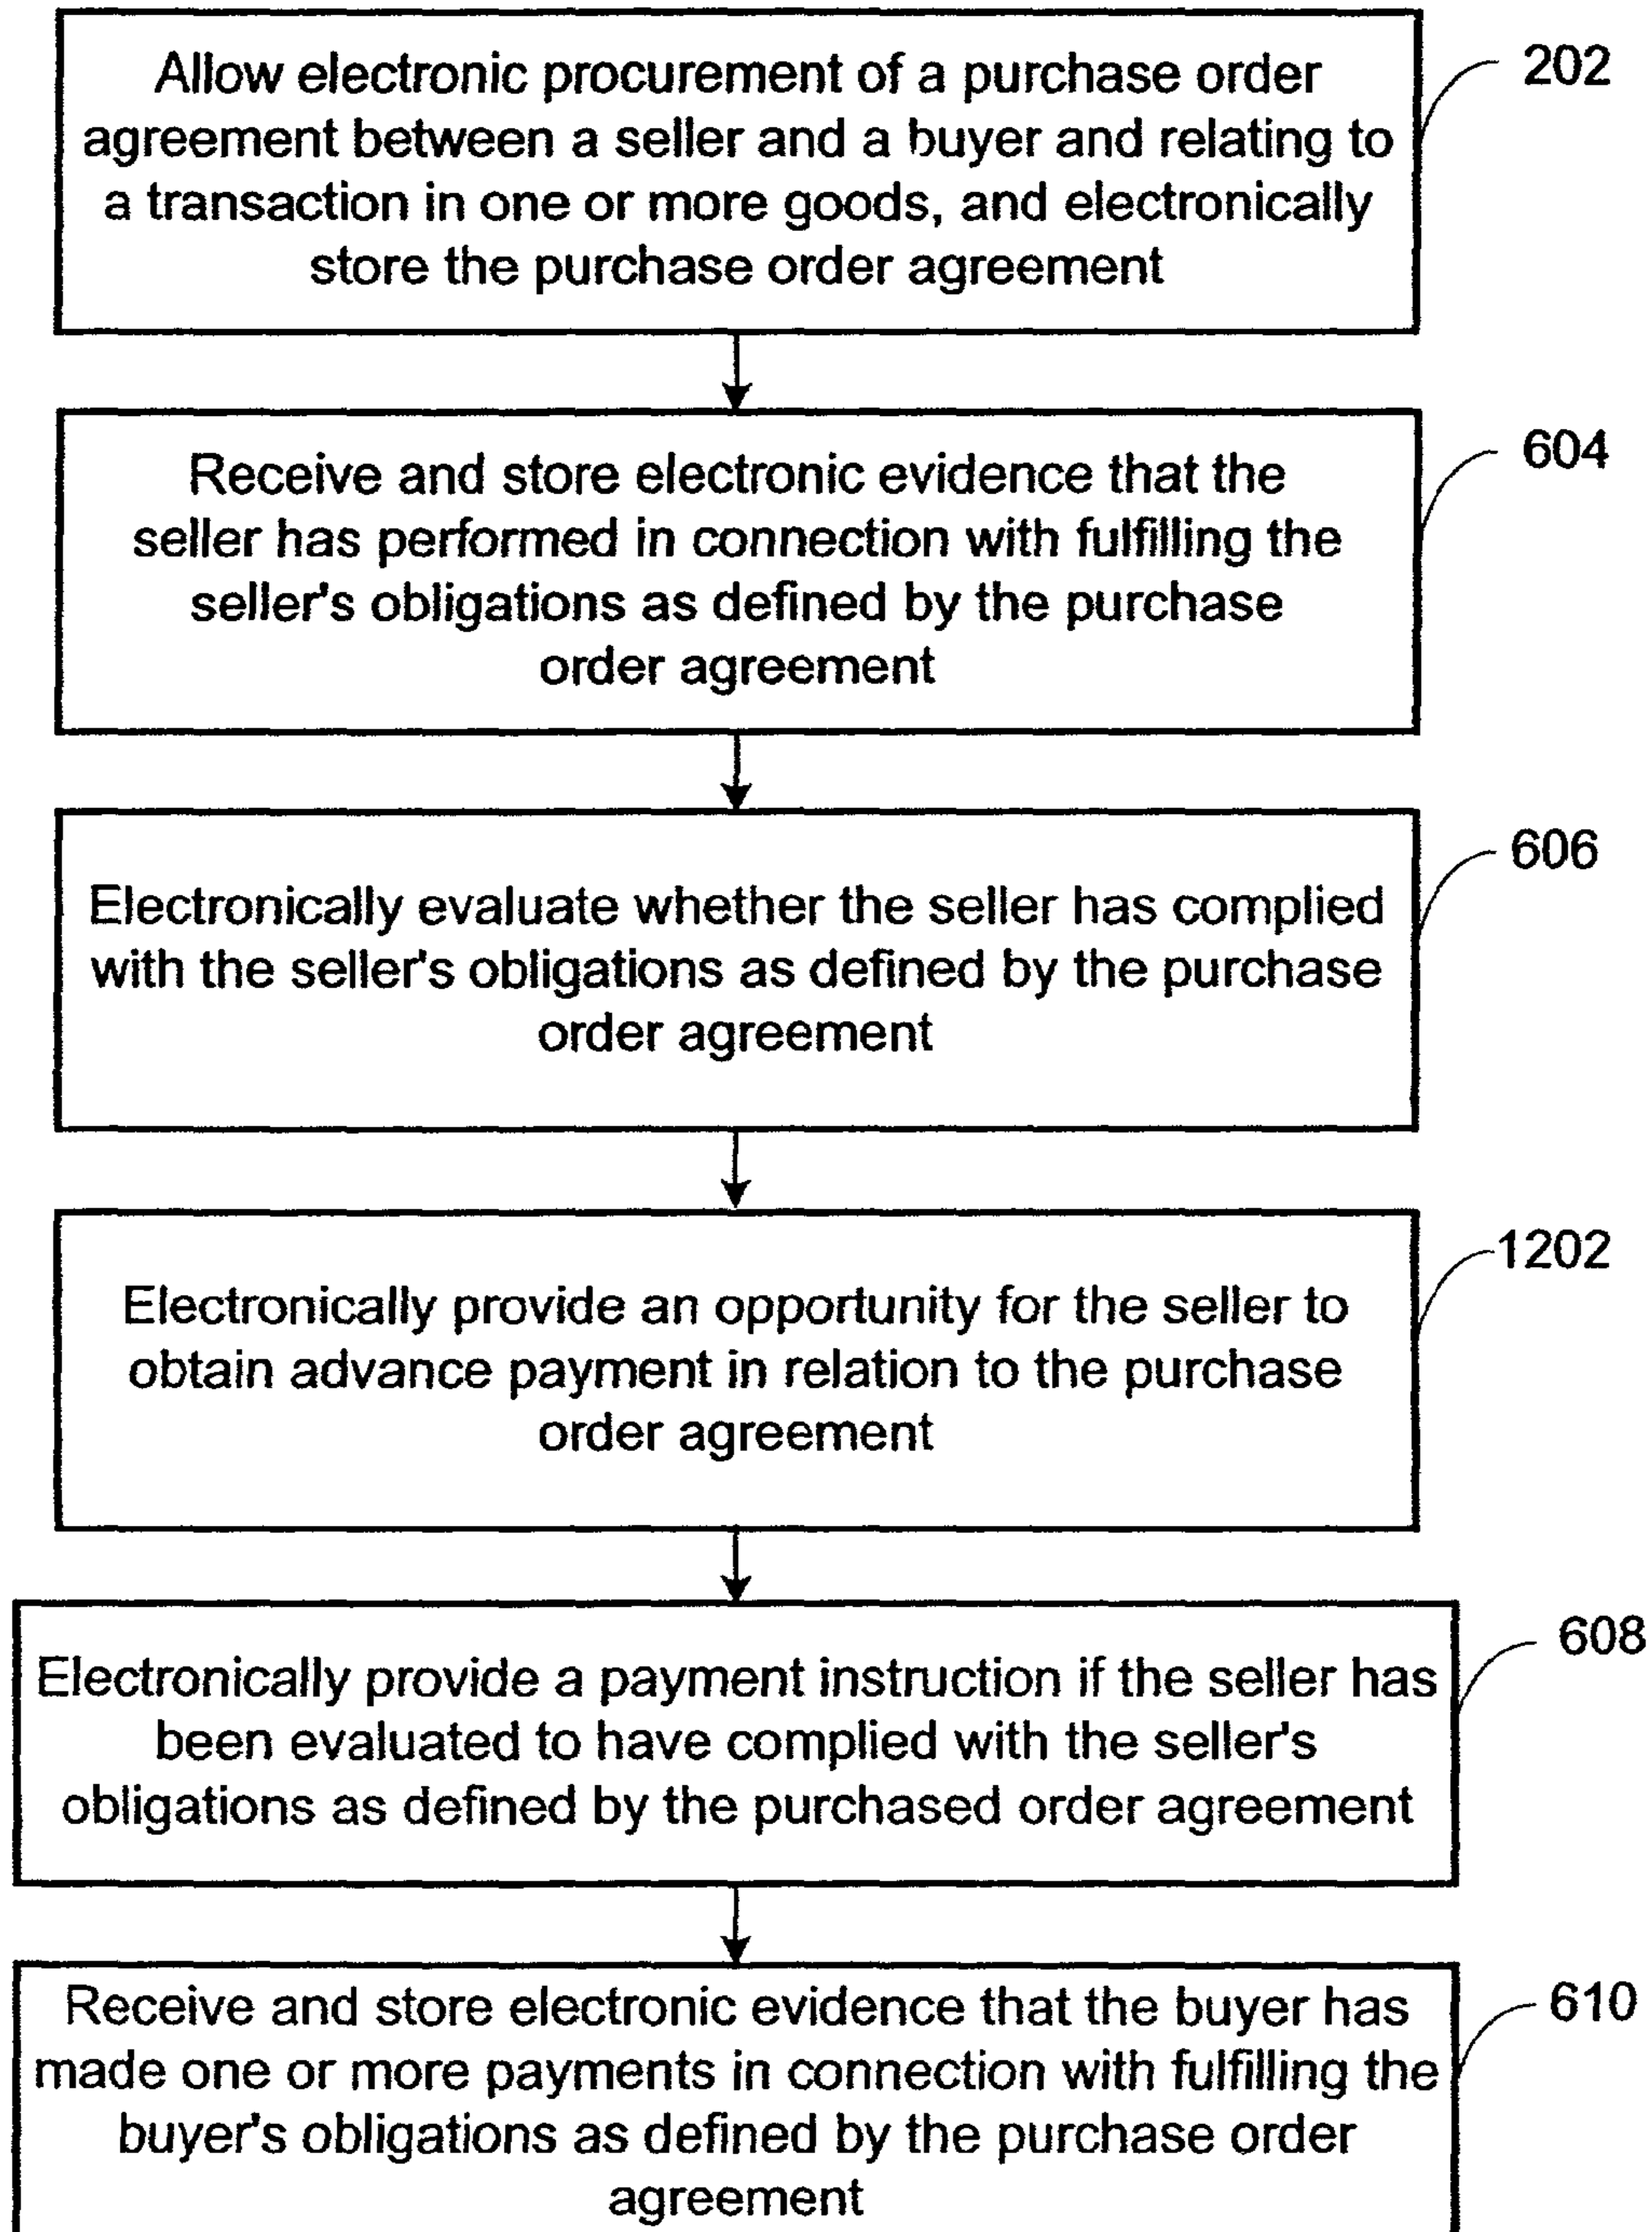 Allow electronic procurement of a purchase order
agreement between a seller and a buyer and relating to
a transaction in one or more goods, and electronically
store the purchase order agreement
202
Receive and store electronic evidence that the
seller has performed in connection with fulfilling the
seller's obligations as defined by the purchase
order agreement
604
Electronically evaluate whether the seller has complied
with the seller's obligations as defined by the purchase
order agreement
606
Electronically provide an opportunity for the seller to
obtain advance payment in relation to the purchase
order agreement
1202
Electronically provide a payment instruction if the seller has
been evaluated to have complied with the seller's
obligations as defined by the purchased order agreement
608
Receive and store electronic evidence that the buyer has
made one or more payments in connection with fulfilling the
buyer's obligations as defined by the purchase order
agreement
610